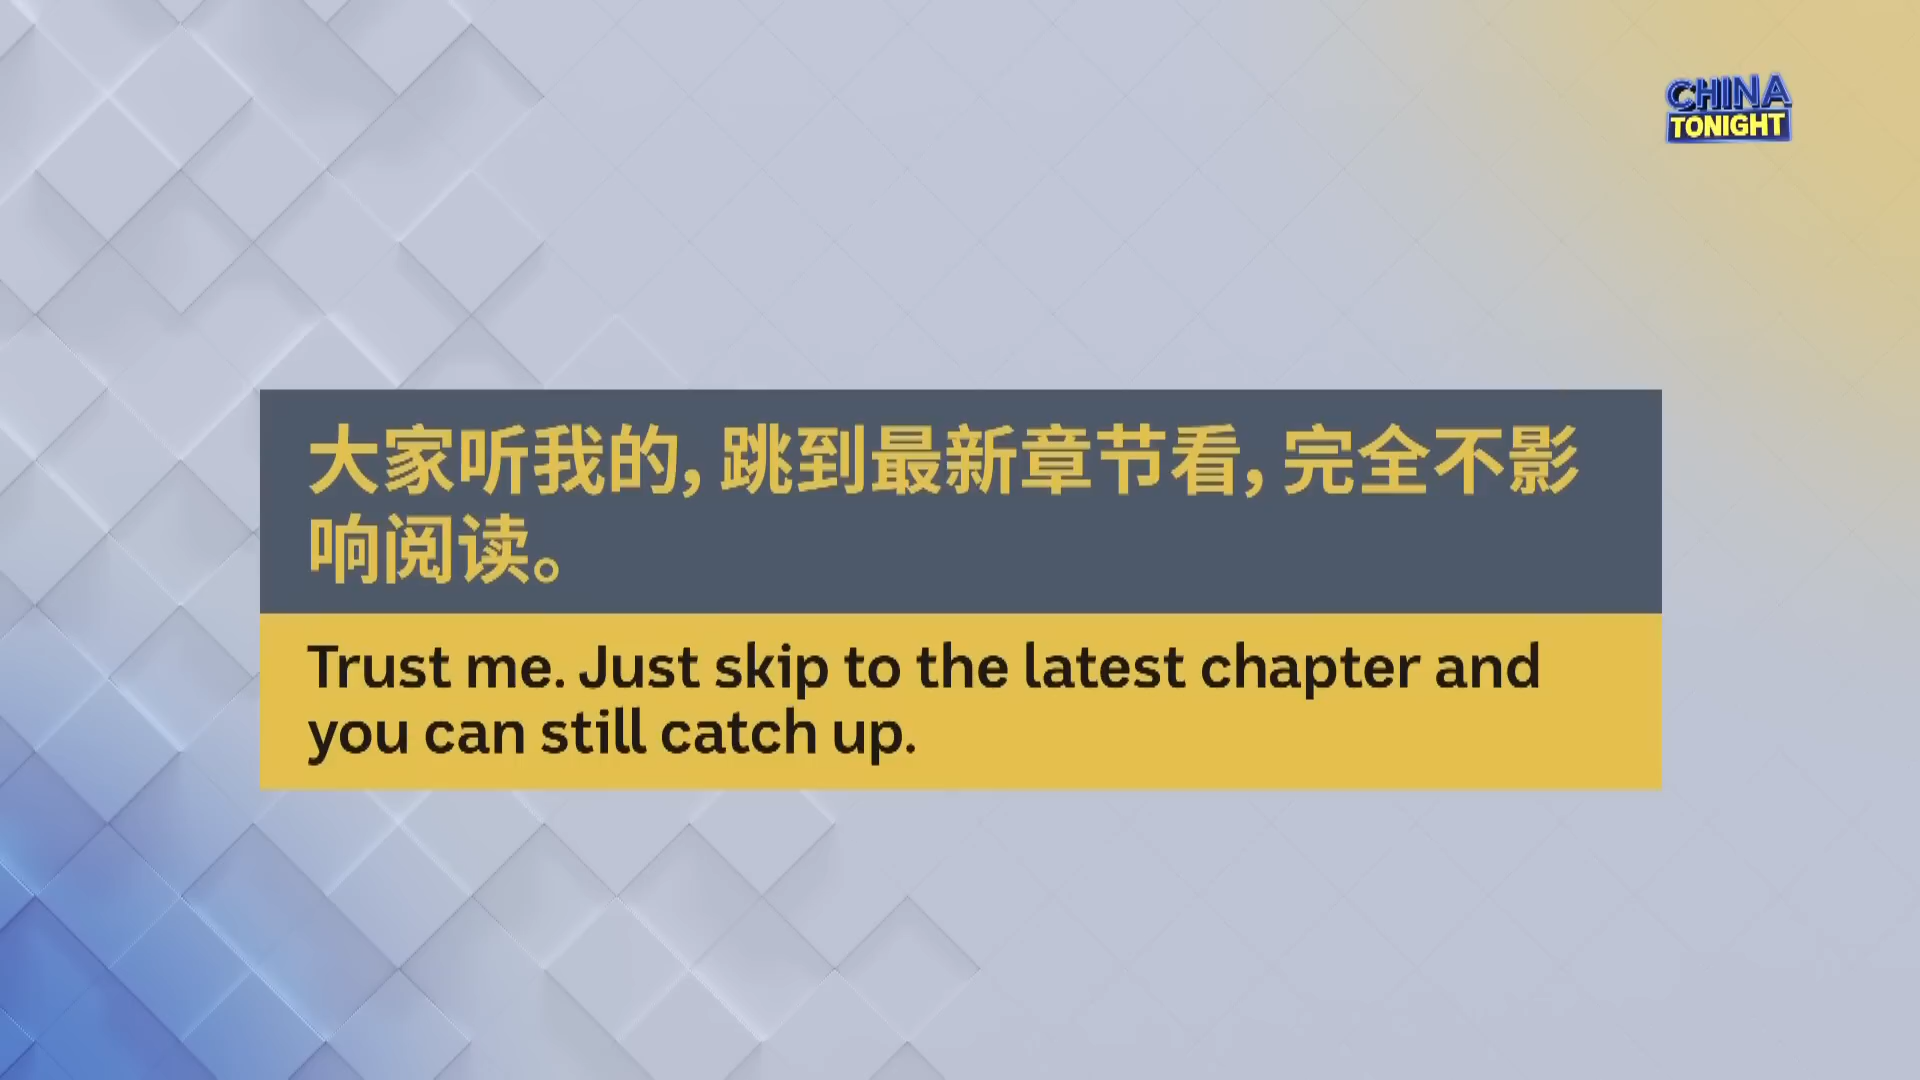 CHINA
TONIGHT
大家听我的，跳到最新章节看，完全不影
响阅读。
Trust me. Just skip to the latest chapter and
you can still catch up.